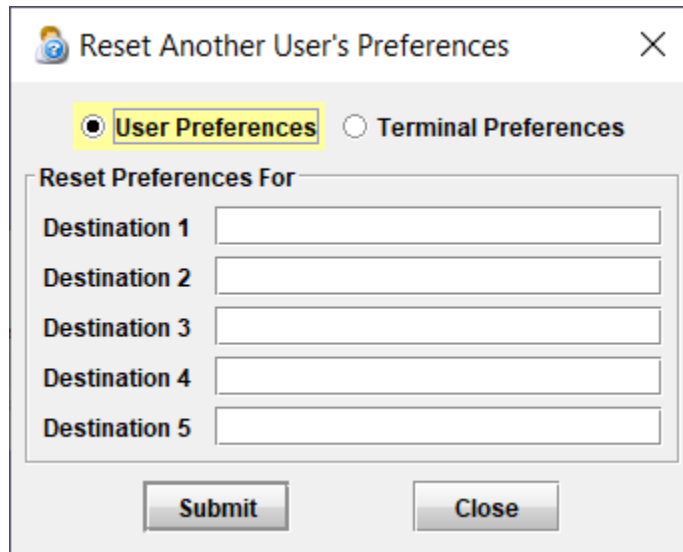 Reset Another User's Preferences
User Preferences Terminal Preferences
Reset Preferences For
Destination 1
Destination 2
Destination 3
Destination 4
Destination 5
Submit Close